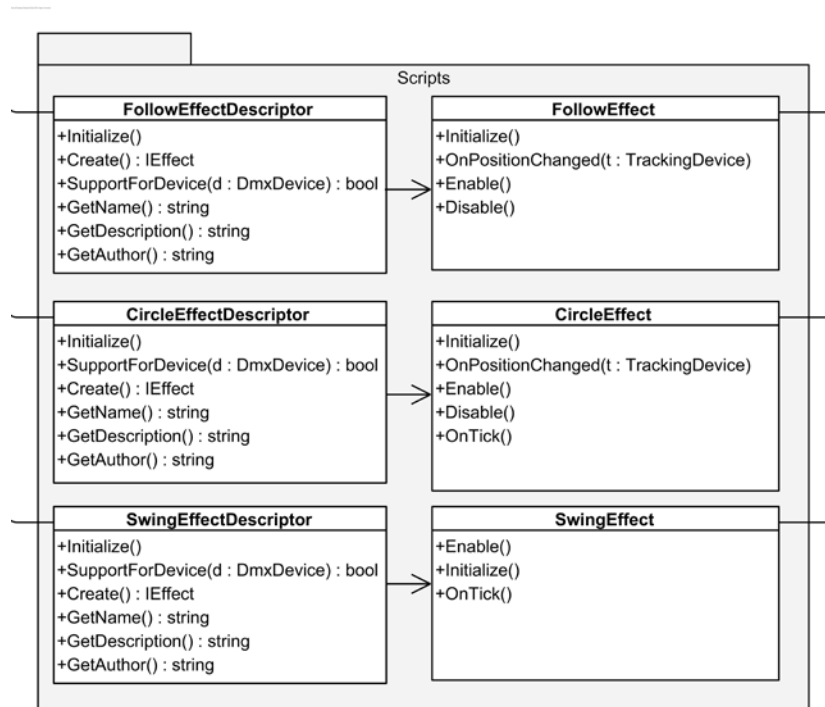 Scripts
FollowEffectDescriptor
+Initialize()
+Create() : IEffect
+SupportForDevice(d : DmxDevice) : bool
+GetName() : string
+GetDescription() : string
+GetAuthor() : string
FollowEffect
+Initialize()
+OnPositionChanged(t : TrackingDevice)
+Enable()
+Disable()
CircleEffectDescriptor
+Initialize()
+SupportForDevice(d : DmxDevice) : bool
+Create() : IEffect
+GetName() : string
+GetDescription() : string
+GetAuthor() : string
CircleEffect
+Initialize()
+OnPositionChanged(t : TrackingDevice)
+Enable()
+Disable()
+OnTick()
SwingEffectDescriptor
+Initialize()
+SupportForDevice(d : DmxDevice) : bool
+Create() : IEffect
+GetName() : string
+GetDescription() : string
+GetAuthor() : string
SwingEffect
+Enable()
+Initialize()
+OnTick()